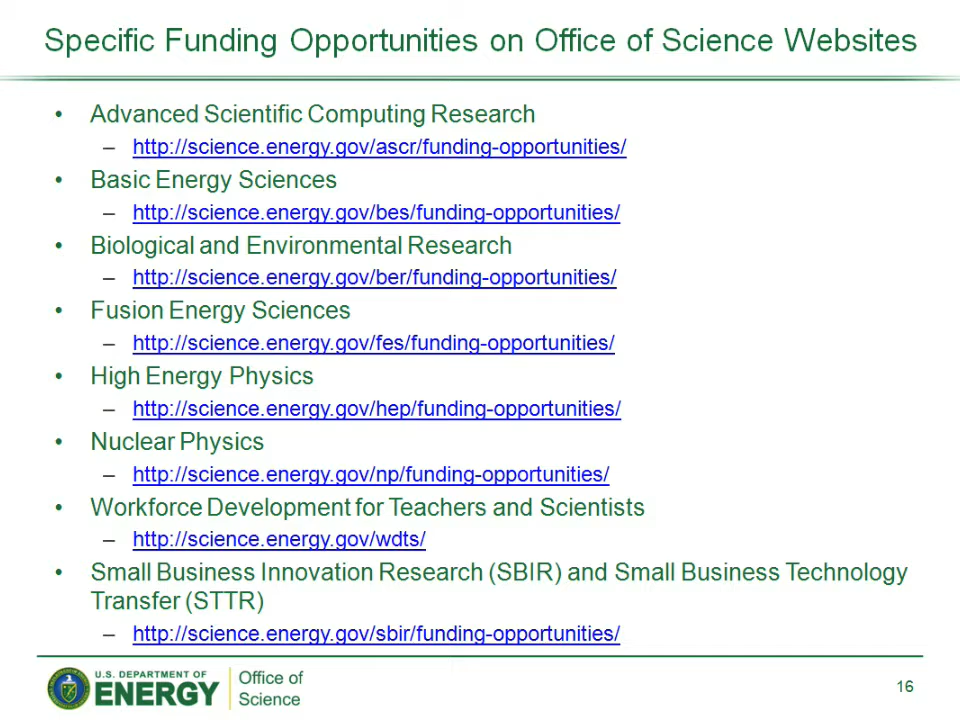 Specific Funding Opportunities on Office of Science Websites
• Advanced Scientific Computing Research
– http://science.energy.gov/ascr/funding-opportunities/
• Basic Energy Sciences
– http://science.energy.gov/bes/funding-opportunities/
• Biological and Environmental Research
– http://science.energy.gov/ber/funding-opportunities/
• Fusion Energy Sciences
– http://science.energy.gov/fes/funding-opportunities/
• High Energy Physics
– http://science.energy.gov/hep/funding-opportunities/
• Nuclear Physics
– http://science.energy.gov/np/funding-opportunities/
• Workforce Development for Teachers and Scientists
– http://science.energy.gov/wdts/
• Small Business Innovation Research (SBIR) and Small Business Technology
Transfer (STTR)
– http://science.energy.gov/sbir/funding-opportunities/
U.S. DEPARTMENT OF
ENERGY
Office of
Science
16